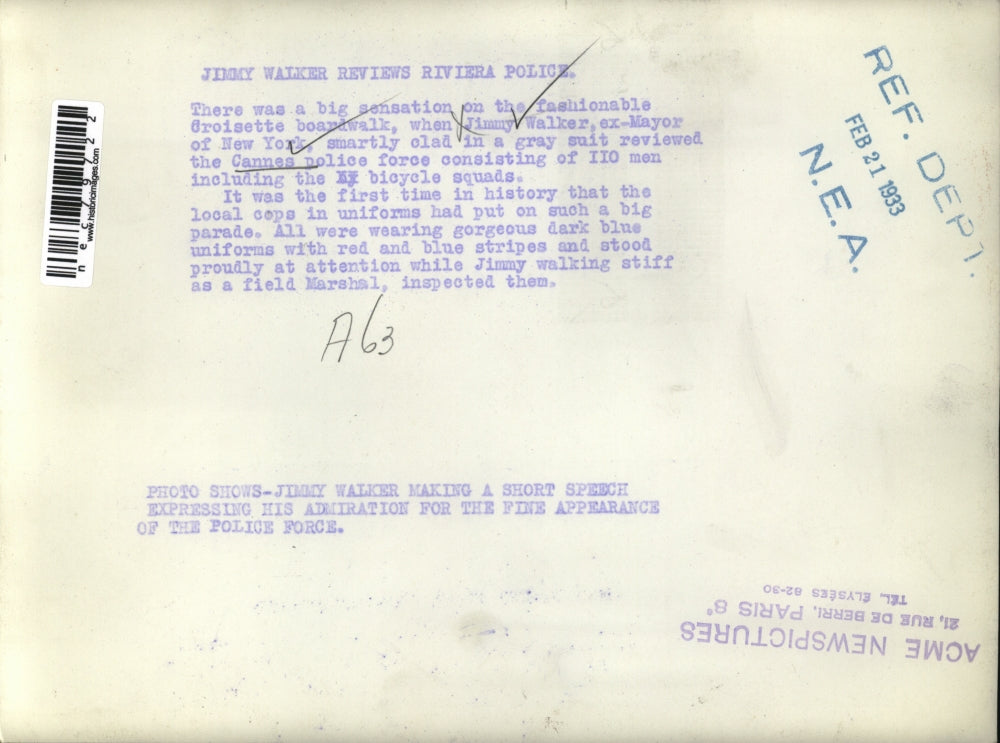 JIMMY WALKER REVIEWS RIVIERA POLICE.
There was a big sensation on the fashionable
Croisette boardwalk, when Jimmy Walker, ex-Mayor
of New York, smartly clad in a gray suit reviewed
the Cannes police force consisting of IIO men
including the bicycle squads.
It was the first time in history that the
local cops in uniforms had put on such a big
parade. All were wearing gorgeous dark blue
uniforms with red and blue stripes and stood
proudly at attention while Jimmy walking stiff
as a field Marshal, inspected them.
A63
PHOTO SHOWS-JIMMY WALKER MAKING A SHORT SPEECH
EXPRESSING HIS ADMIRATION FOR THE FINE APPEARANCE
OF THE POLICE FORCE.
REF. DEPT.
FEB 21 1933
N.E.A.
ACME NEWSPICTURES
21, RUE DE BERRI, PARIS 8e
TÉL. ÉLYSÉES 82-30
www.historicimages.com